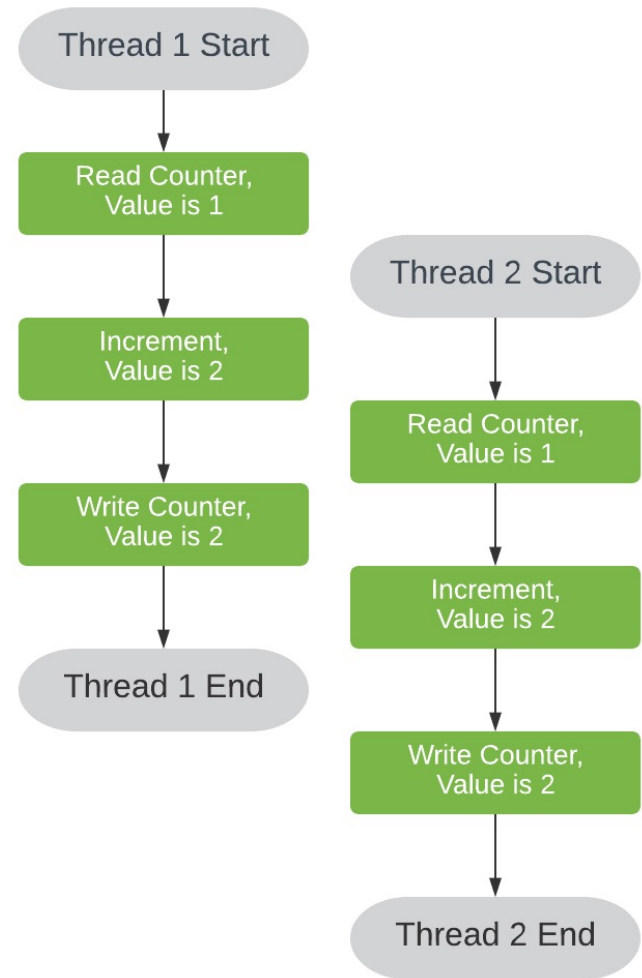 Thread 1 Start
Read Counter,
Value is 1
Increment,
Value is 2
Write Counter,
Value is 2
Thread 1 End
Thread 2 Start
Read Counter,
Value is 1
Increment,
Value is 2
Write Counter,
Value is 2
Thread 2 End